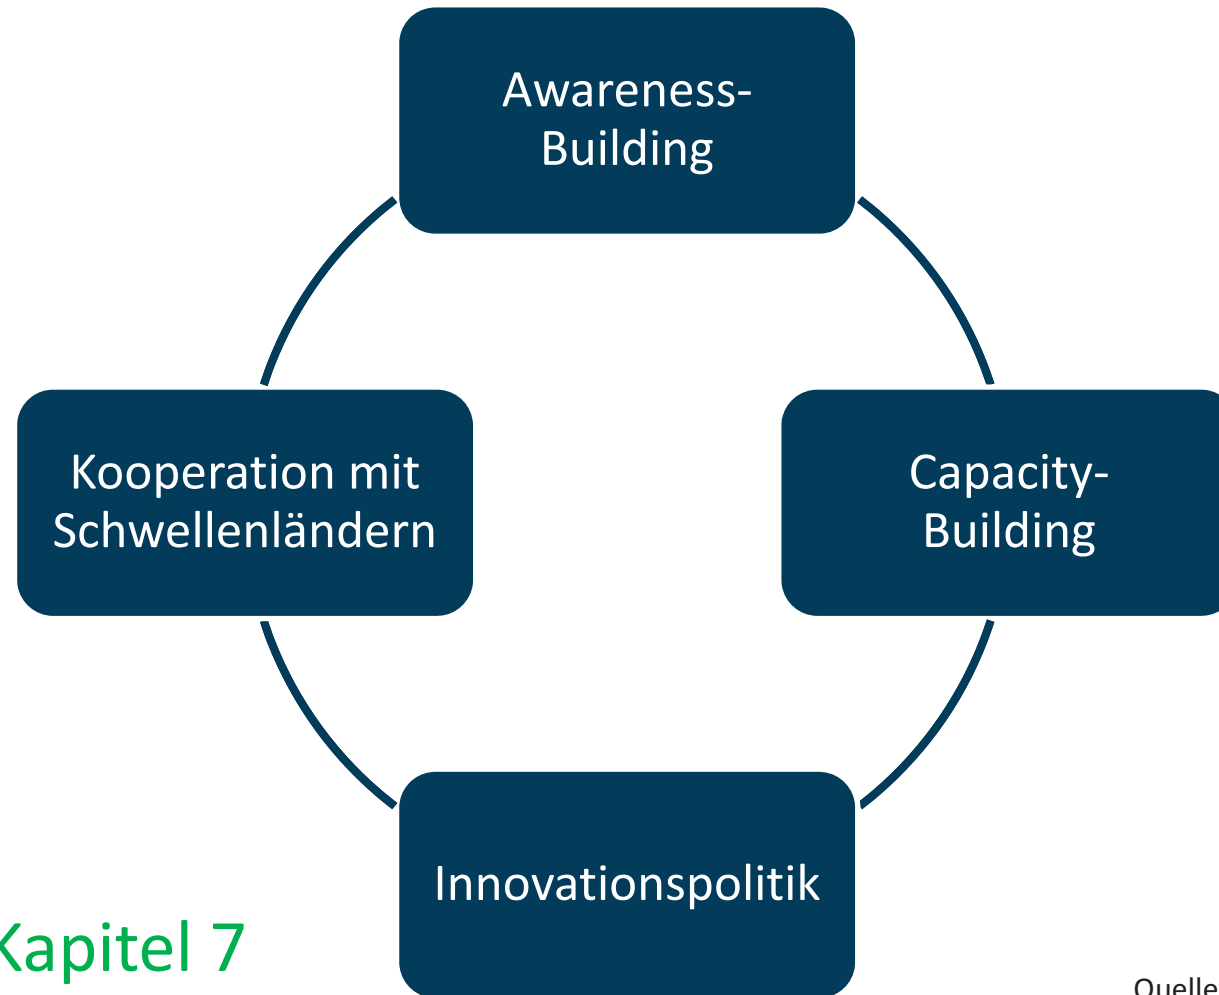 Awareness-
Building
Kooperation mit
Schwellenländern
Capacity-
Building
Innovationspolitik
Kapitel 7
Quelle